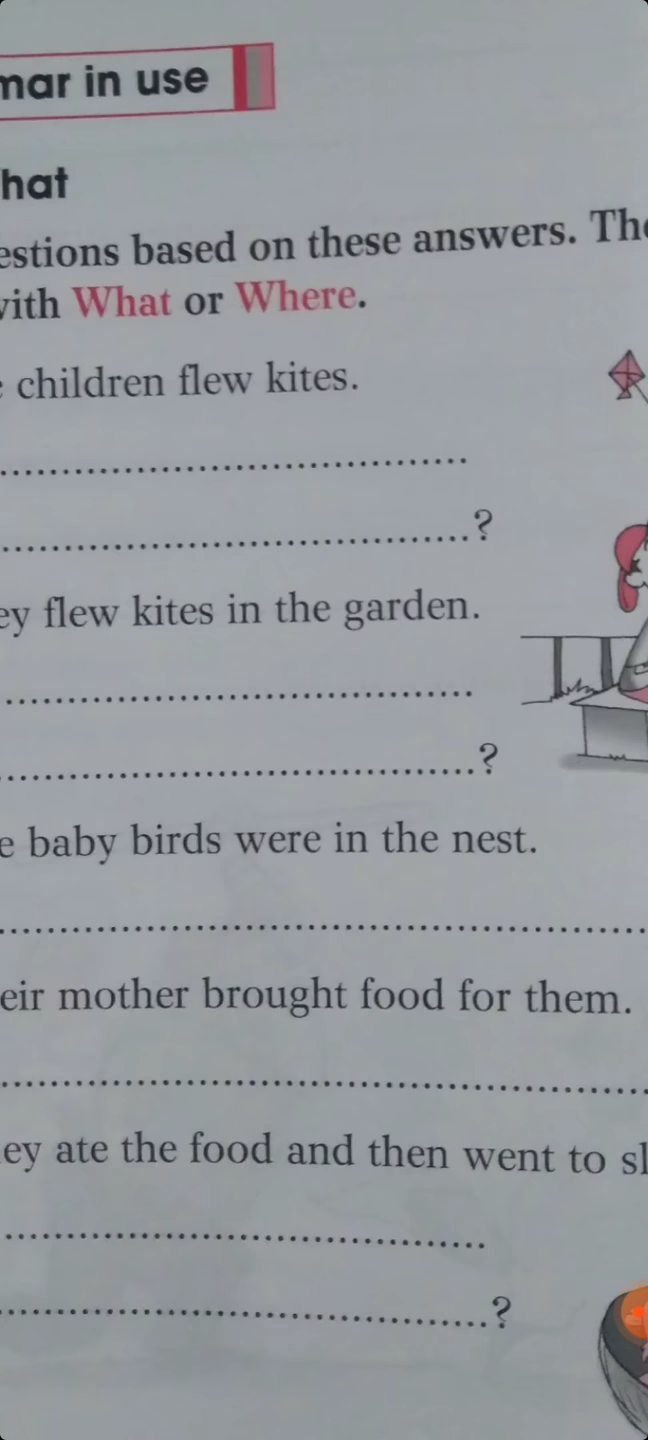 mar in use
hat
estions based on these answers. The
with What or Where.
e children flew kites.
..............................................
..............................................?
ey flew kites in the garden.
..............................................
..............................................?
e baby birds were in the nest.
..............................................
eir mother brought food for them.
..............................................
ey ate the food and then went to sl
..............................................
..............................................?